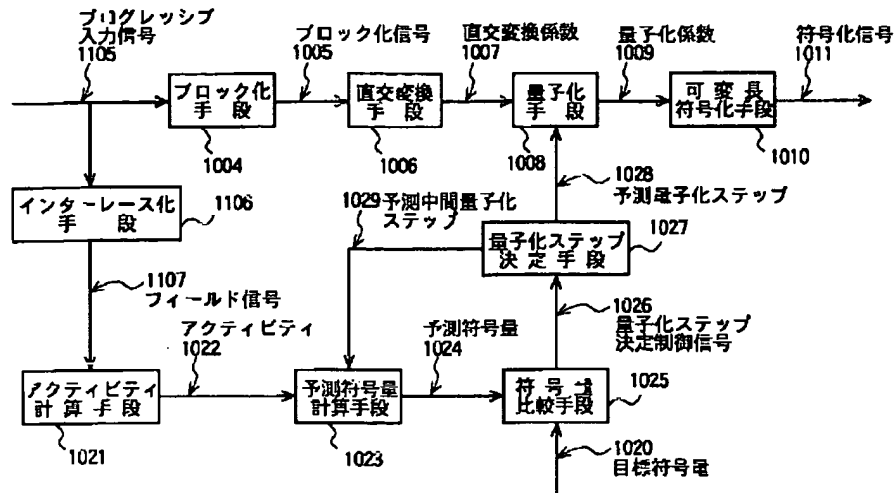 プログレッシブ
入力信号
1105
ブロック化信号
1005
直交変換係数
1007
量子化係数
1009
符号化信号
1011
ブロック化
手段
1004
直交変換
手段
1006
量子化
手段
1008
可変長
符号化手段
1010
インターレース化
手段
1106
1029
予測中間量子化
ステップ
1028
予測量子化ステップ
量子化ステップ
決定手段
1027
1107
フィールド信号
アクティビティ
1022
予測符号量
1024
1026
量子化ステップ
決定制御信号
アクティビティ
計算手段
1021
予測符号量
計算手段
1023
符号量
比較手段
1025
1020
目標符号量